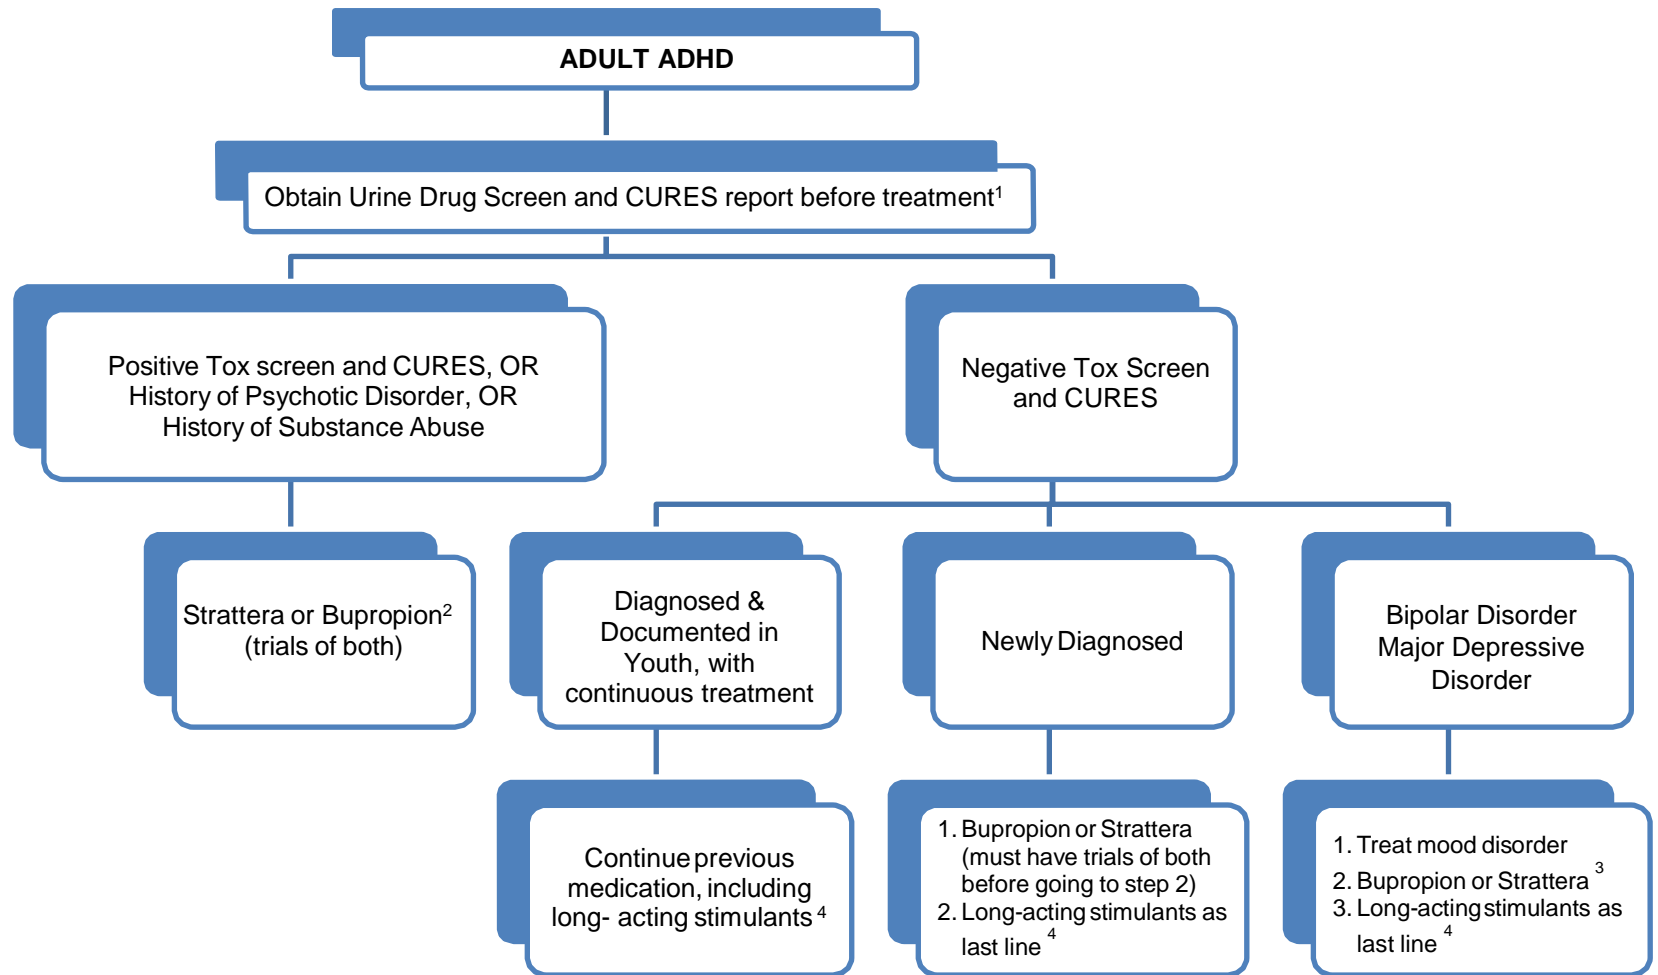 ADULT ADHD
Obtain Urine Drug Screen and CURES report before treatment¹
Positive Tox screen and CURES, OR
History of Psychotic Disorder, OR
History of Substance Abuse
Negative Tox Screen
and CURES
Strattera or Bupropion²
(trials of both)
Diagnosed &
Documented in
Youth, with
continuous treatment
Newly Diagnosed
Bipolar Disorder
Major Depressive
Disorder
Continue previous
medication, including
long- acting stimulants ⁴
1. Bupropion or Strattera
(must have trials of both
before going to step 2)
2. Long-acting stimulants as
last line ⁴
1. Treat mood disorder
2. Bupropion or Strattera ³
3. Long-acting stimulants as
last line ⁴